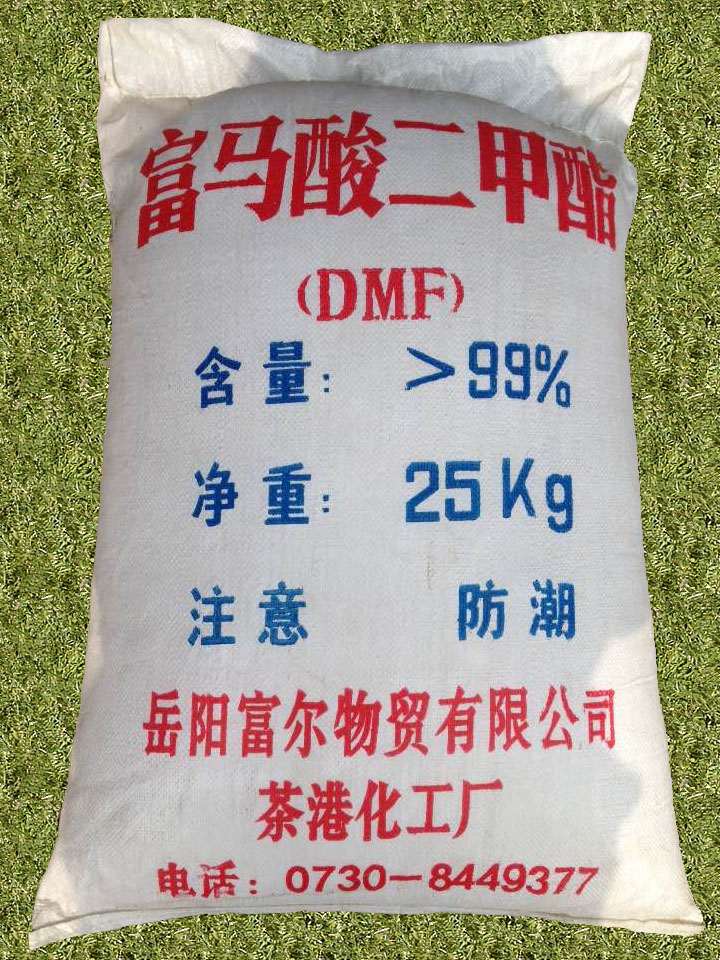 富马酸二甲酯
(DMF)
含量: >99%
净重: 25Kg
注意 防潮
岳阳富尔物贸有限公司
茶港化工厂
电话: 0730-8449377